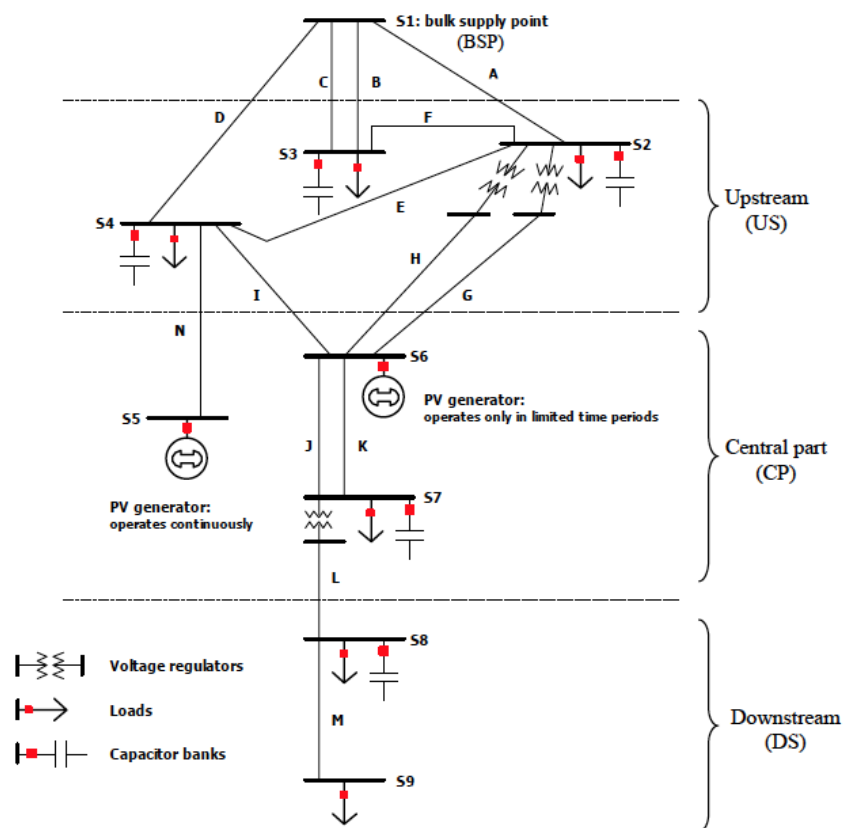 S1: bulk supply point
(BSP)
A
C
B
D
F
S3
S2
E
Upstream
(US)
S4
H
G
I
N
S6
PV generator:
operates only in limited time periods
S5
J
K
Central part
(CP)
S7
PV generator:
operates continuously
L
S8
Voltage regulators
Loads
M
Downstream
(DS)
Capacitor banks
S9